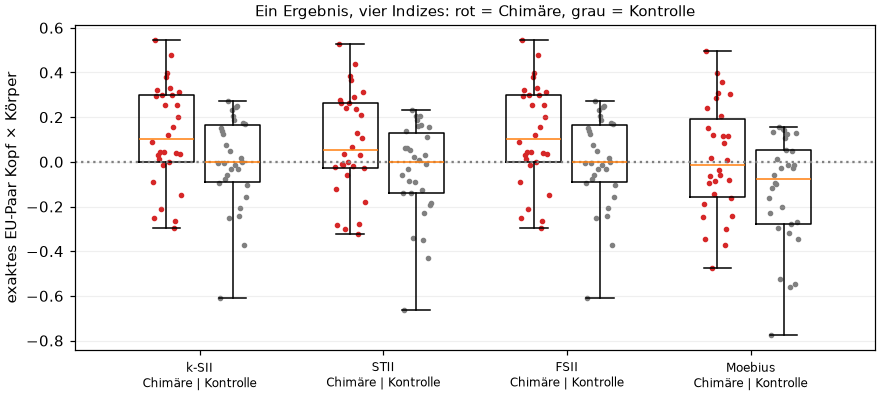 Ein Ergebnis, vier Indizes: rot = Chimäre, grau = Kontrolle
exaktes EU-Paar Kopf × Körper
0.6
0.4
0.2
0.0
−0.2
−0.4
−0.6
−0.8
k-SII
Chimäre | Kontrolle
STII
Chimäre | Kontrolle
FSII
Chimäre | Kontrolle
Moebius
Chimäre | Kontrolle